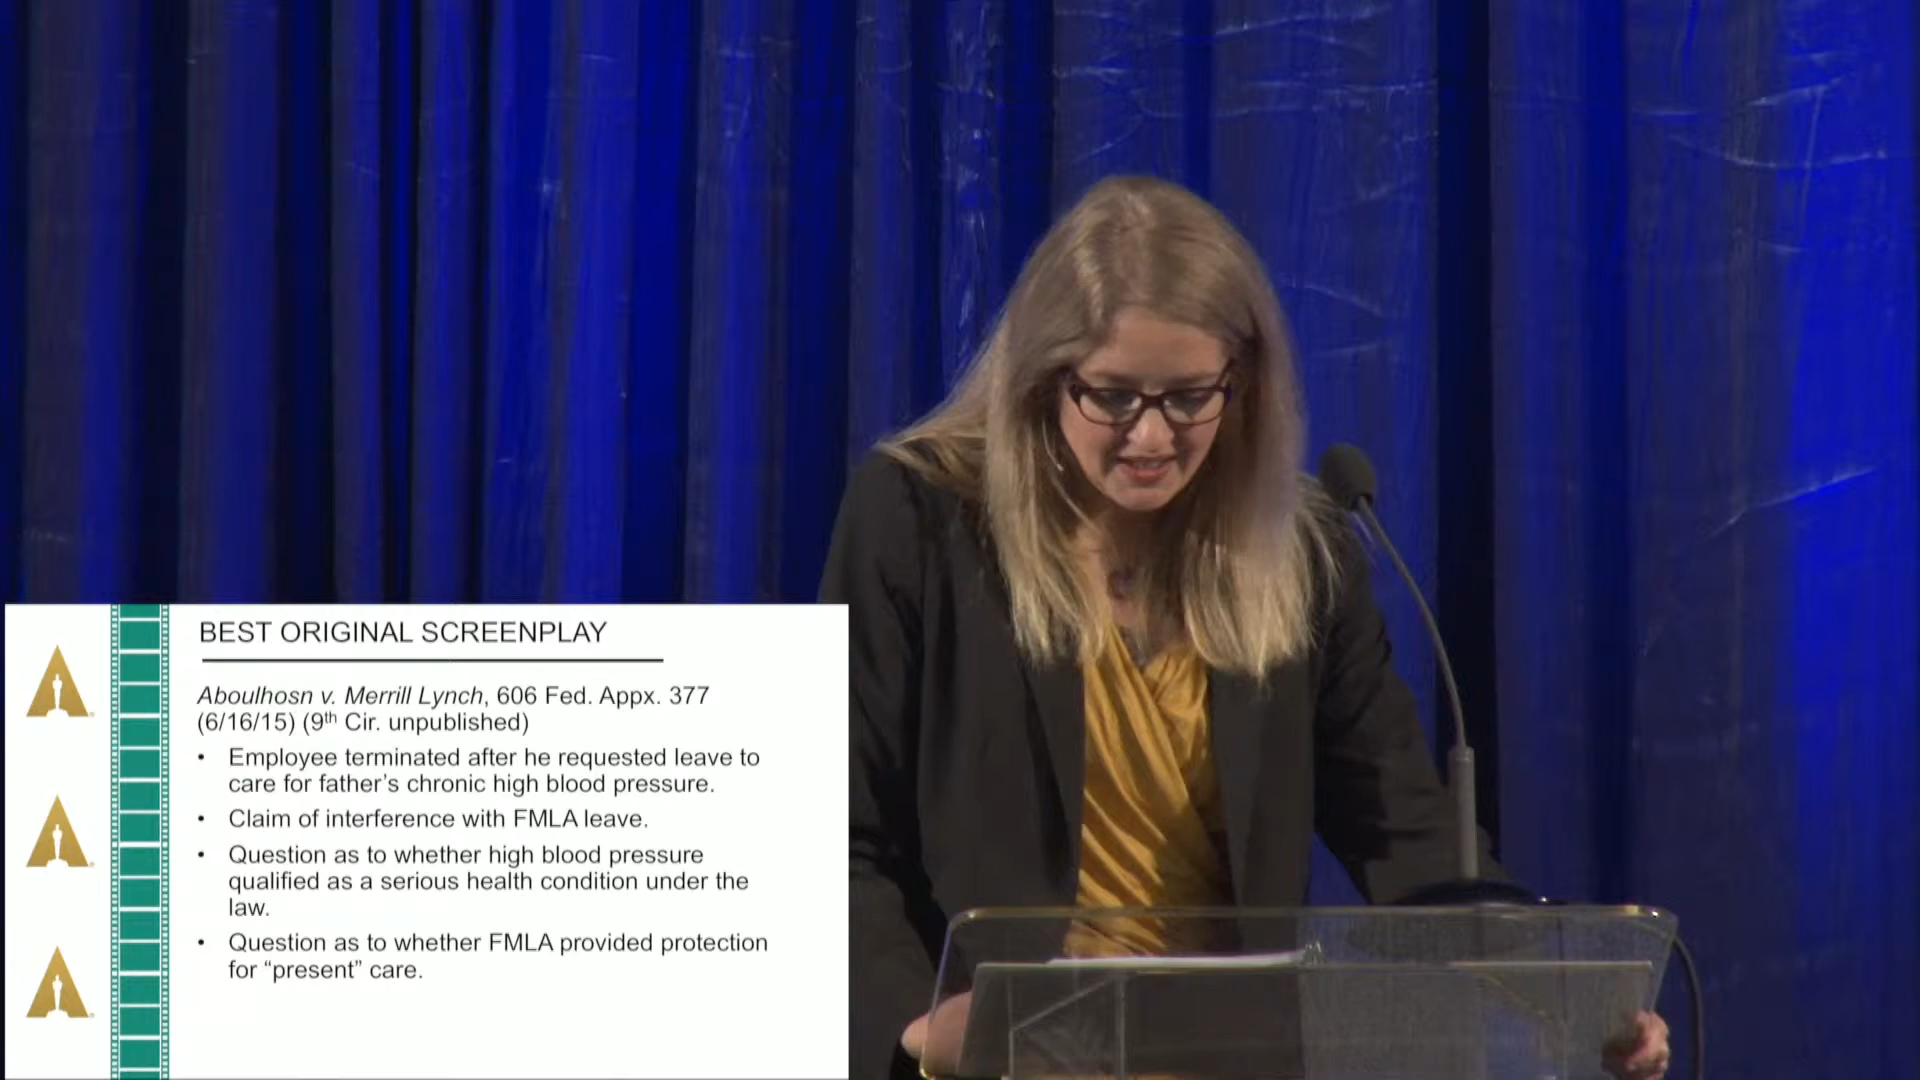 BEST ORIGINAL SCREENPLAY
Aboulhosn v. Merrill Lynch, 606 Fed. Appx. 377
(6/16/15) (9th Cir. unpublished)
• Employee terminated after he requested leave to
care for father’s chronic high blood pressure.
• Claim of interference with FMLA leave.
• Question as to whether high blood pressure
qualified as a serious health condition under the
law.
• Question as to whether FMLA provided protection
for “present” care.